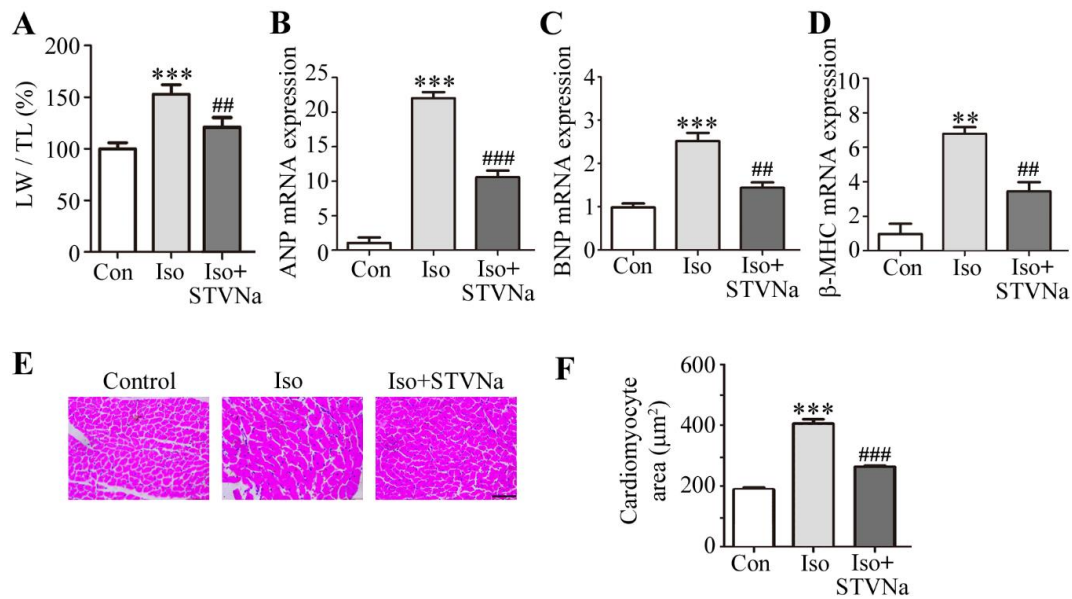 A
LW / TL (%)
200
150
100
50
0
***
##
Con
Iso
Iso+
STVNa
B
ANP mRNA expression
25
20
15
10
5
0
***
###
Con
Iso
Iso+
STVNa
C
BNP mRNA expression
4
3
2
1
0
***
##
Con
Iso
Iso+
STVNa
D
β-MHC mRNA expression
8
6
4
2
0
**
##
Con
Iso
Iso+
STVNa
E
Control
Iso
Iso+STVNa
F
Cardiomyocyte
area (μm²)
600
400
200
0
***
###
Con
Iso
Iso+
STVNa